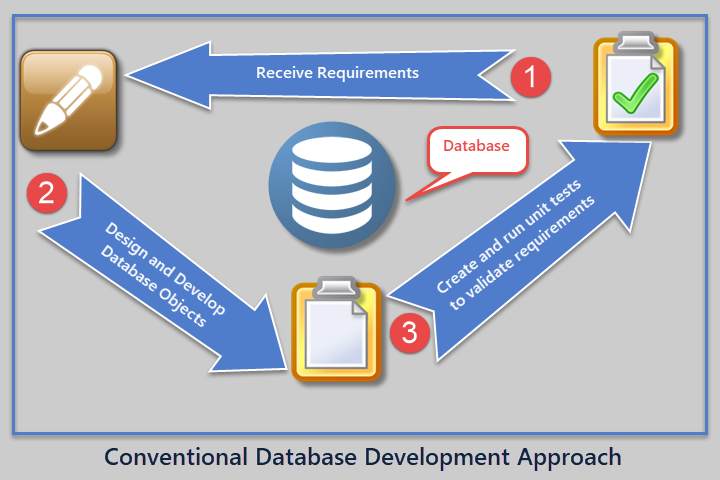 Receive Requirements
1
Database
2
Design and Develop
Database Objects
Create and run unit tests
to validate requirements
3
Conventional Database Development Approach